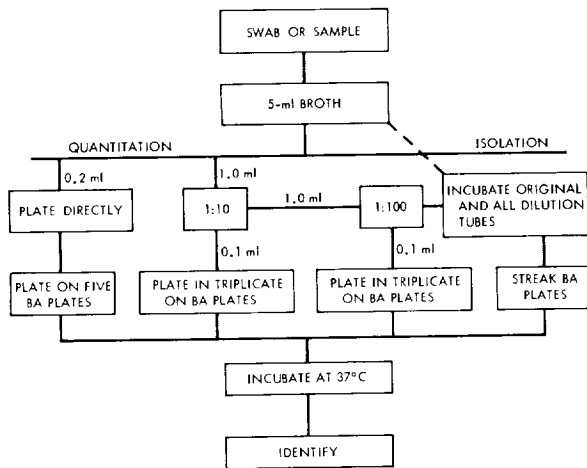 SWAB OR SAMPLE
5-ml BROTH
QUANTITATION
ISOLATION
0.2 ml
1.0 ml
PLATE DIRECTLY
1:10
1.0 ml
1:100
INCUBATE ORIGINAL
AND ALL DILUTION
TUBES
0.1 ml
0.1 ml
PLATE ON FIVE
BA PLATES
PLATE IN TRIPLICATE
ON BA PLATES
PLATE IN TRIPLICATE
ON BA PLATES
STREAK BA
PLATES
INCUBATE AT 37°C
IDENTIFY